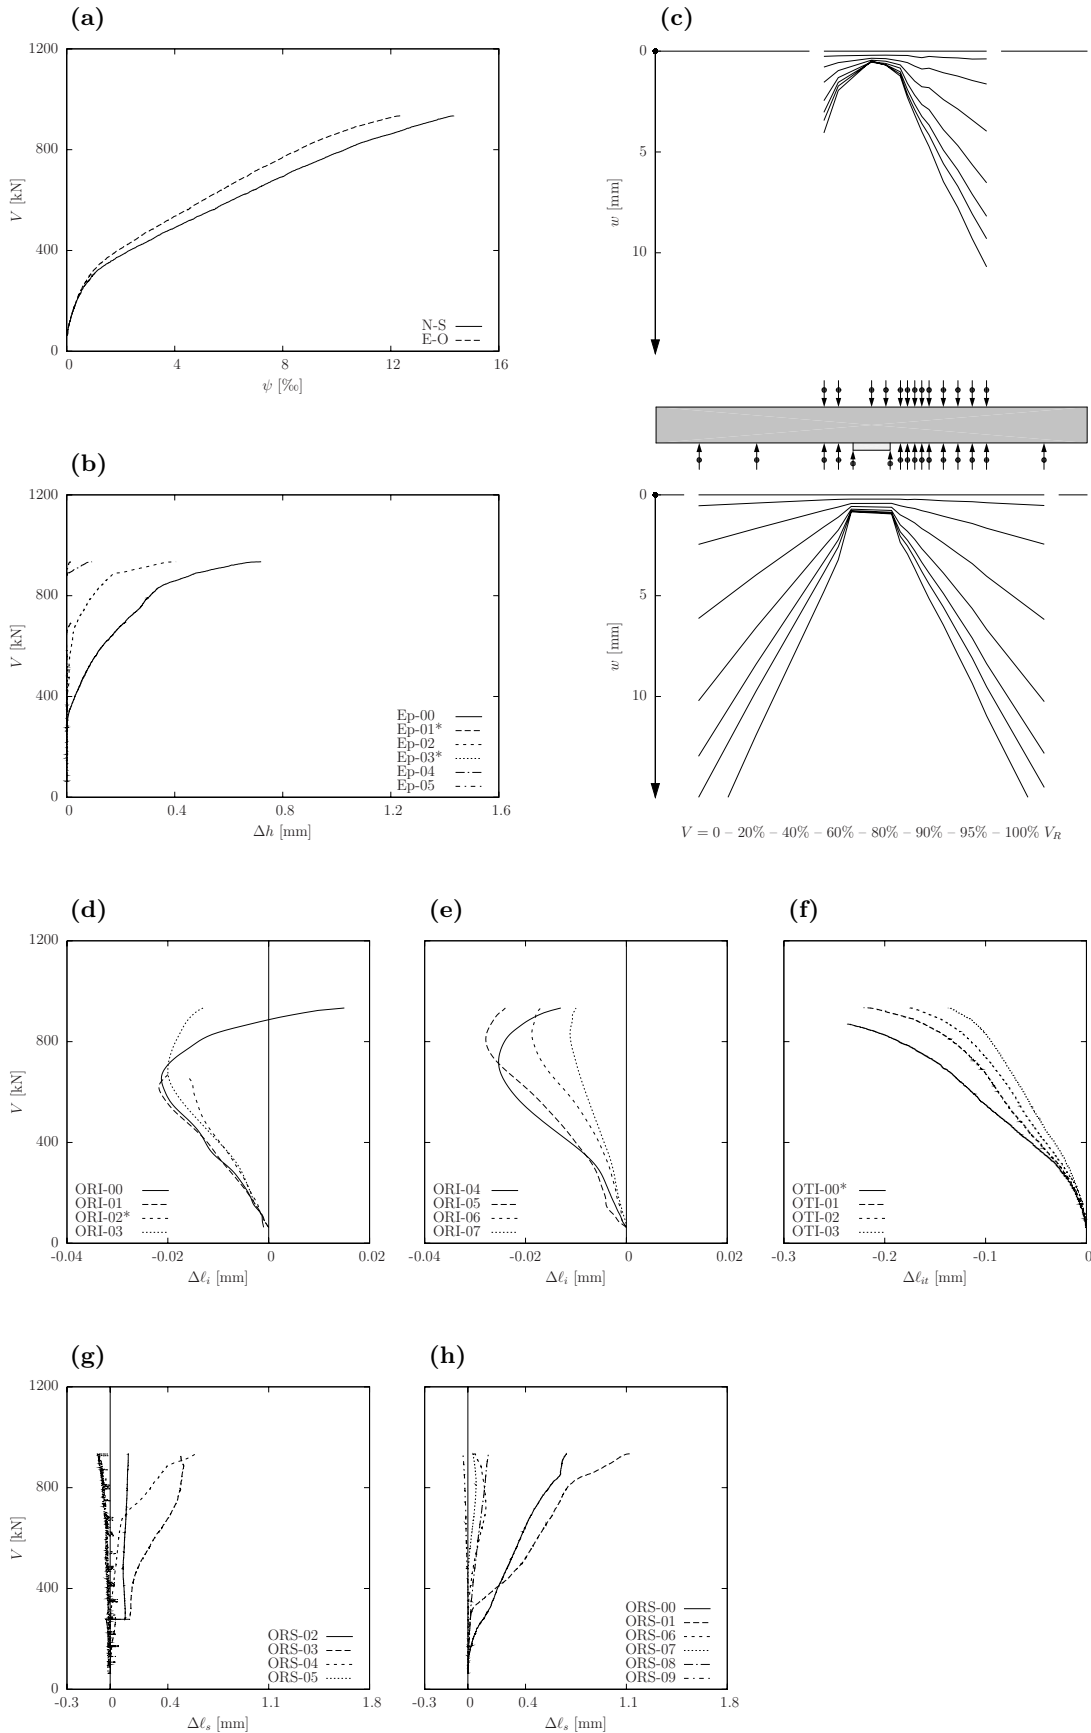 (a)
1200
800
400
0
V [kN]
N-S
E-O
0 4 8 12 16
ψ [‰]
(b)
1200
800
400
0
V [kN]
Ep-00
Ep-01*
Ep-02
Ep-03*
Ep-04
Ep-05
0 0.4 0.8 1.2 1.6
Δh [mm]
(c)
0
5
10
w [mm]
0
5
10
w [mm]
V = 0 – 20% – 40% – 60% – 80% – 90% – 95% – 100% V_R
(d)
1200
800
400
0
V [kN]
ORI-00
ORI-01
ORI-02*
ORI-03
-0.04 -0.02 0 0.02
Δℓ_i [mm]
(e)
ORI-04
ORI-05
ORI-06
ORI-07
-0.04 -0.02 0 0.02
Δℓ_i [mm]
(f)
OTI-00*
OTI-01
OTI-02
OTI-03
-0.3 -0.2 -0.1 0
Δℓ_it [mm]
(g)
1200
800
400
0
V [kN]
ORS-02
ORS-03
ORS-04
ORS-05
-0.3 0 0.4 1.1 1.8
Δℓ_s [mm]
(h)
ORS-00
ORS-01
ORS-06
ORS-07
ORS-08
ORS-09
-0.3 0 0.4 1.1 1.8
Δℓ_s [mm]